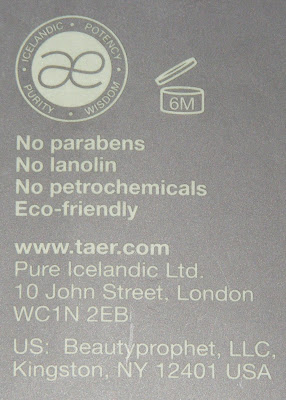 ICELANDIC • POTENCY • WISDOM • PURITY •
æ
6M
No parabens
No lanolin
No petrochemicals
Eco-friendly
www.taer.com
Pure Icelandic Ltd.
10 John Street, London
WC1N 2EB
US: Beautyprophet, LLC,
Kingston, NY 12401 USA